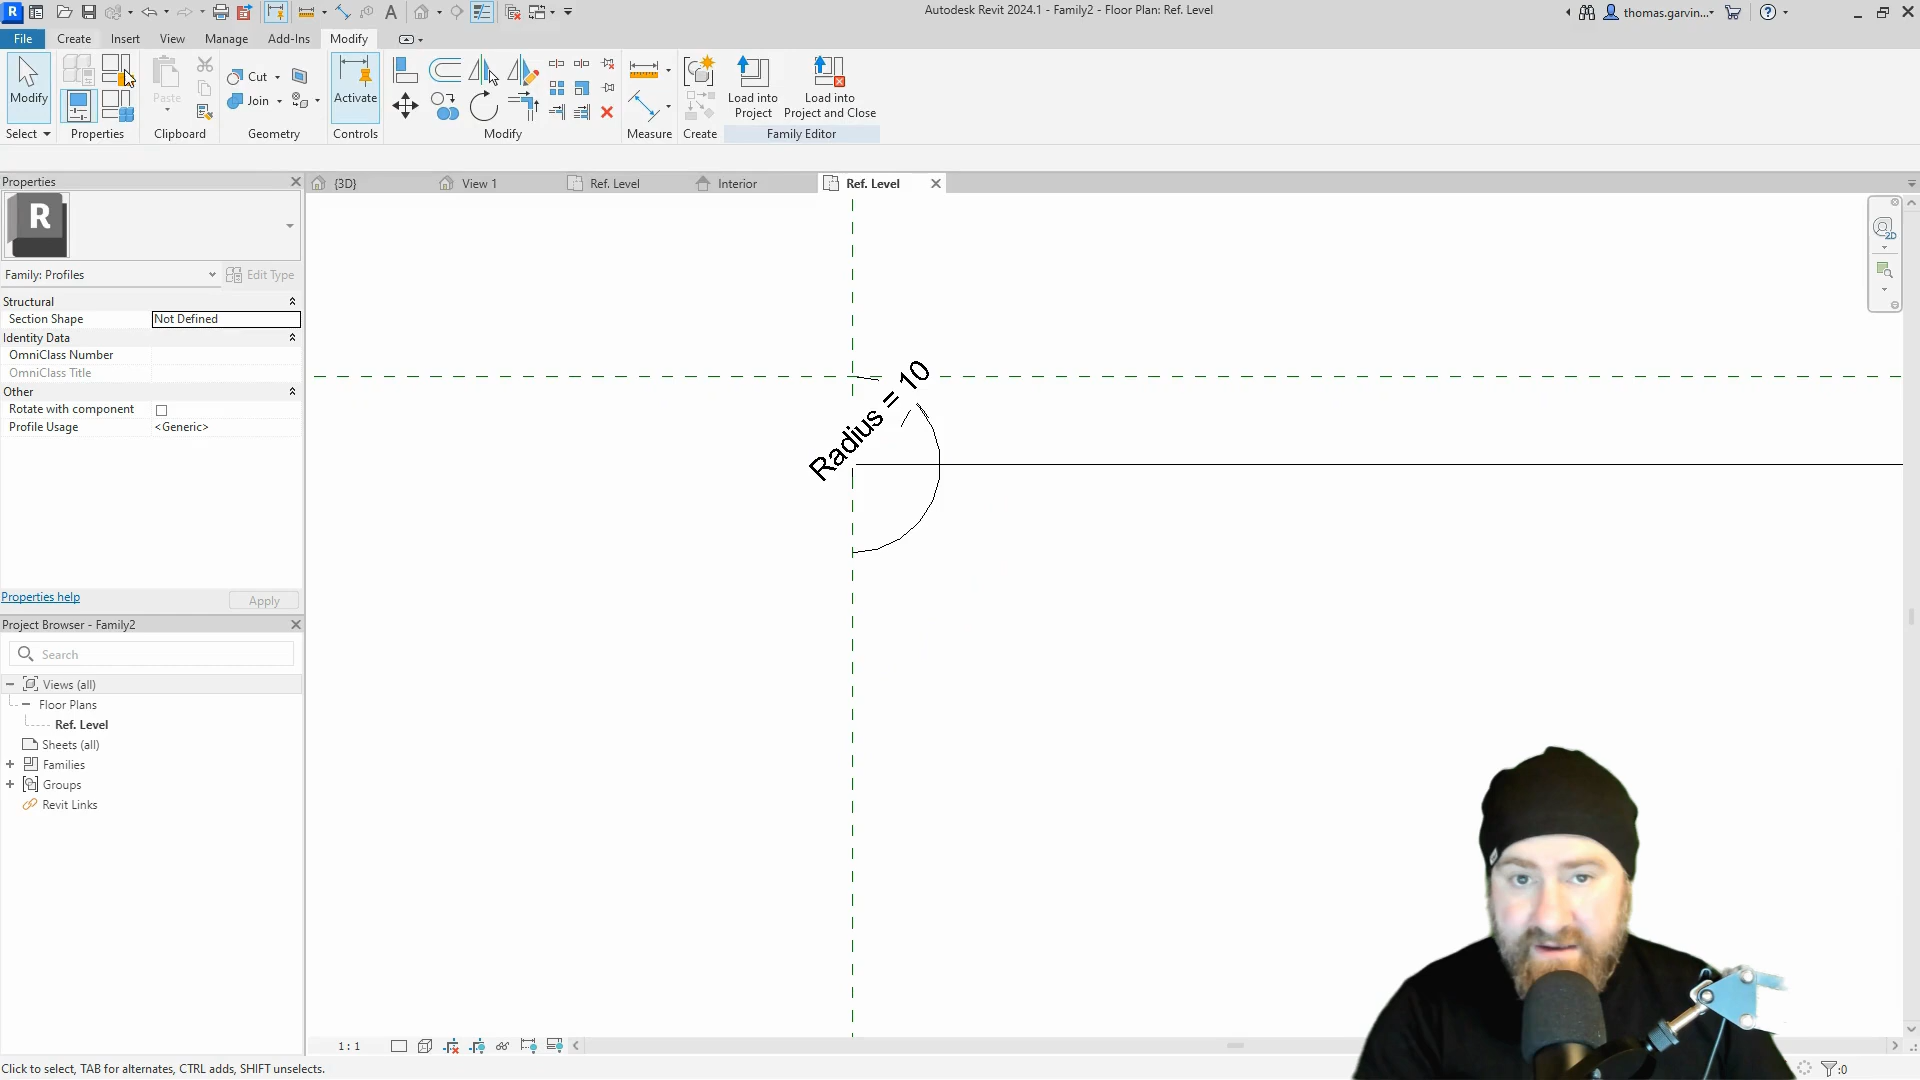 R
Autodesk Revit 2024.1 - Family2 - Floor Plan: Ref. Level
thomas.garvin...
File
Create
Insert
View
Manage
Add-Ins
Modify
Modify
Select
Properties
Paste
Clipboard
Cut
Join
Geometry
Activate
Controls
Modify
Measure
Create
Load into
Project
Load into
Project and Close
Family Editor
Properties
{3D}
View 1
Ref. Level
Interior
Ref. Level
R
Family: Profiles
Edit Type
Structural
Section Shape
Not Defined
Identity Data
OmniClass Number
OmniClass Title
Other
Rotate with component
Profile Usage
<Generic>
Properties help
Apply
Project Browser - Family2
Search
Views (all)
Floor Plans
Ref. Level
Sheets (all)
Families
Groups
Revit Links
Radius = 10
2D
1 : 1
Click to select, TAB for alternates, CTRL adds, SHIFT unselects.
:0